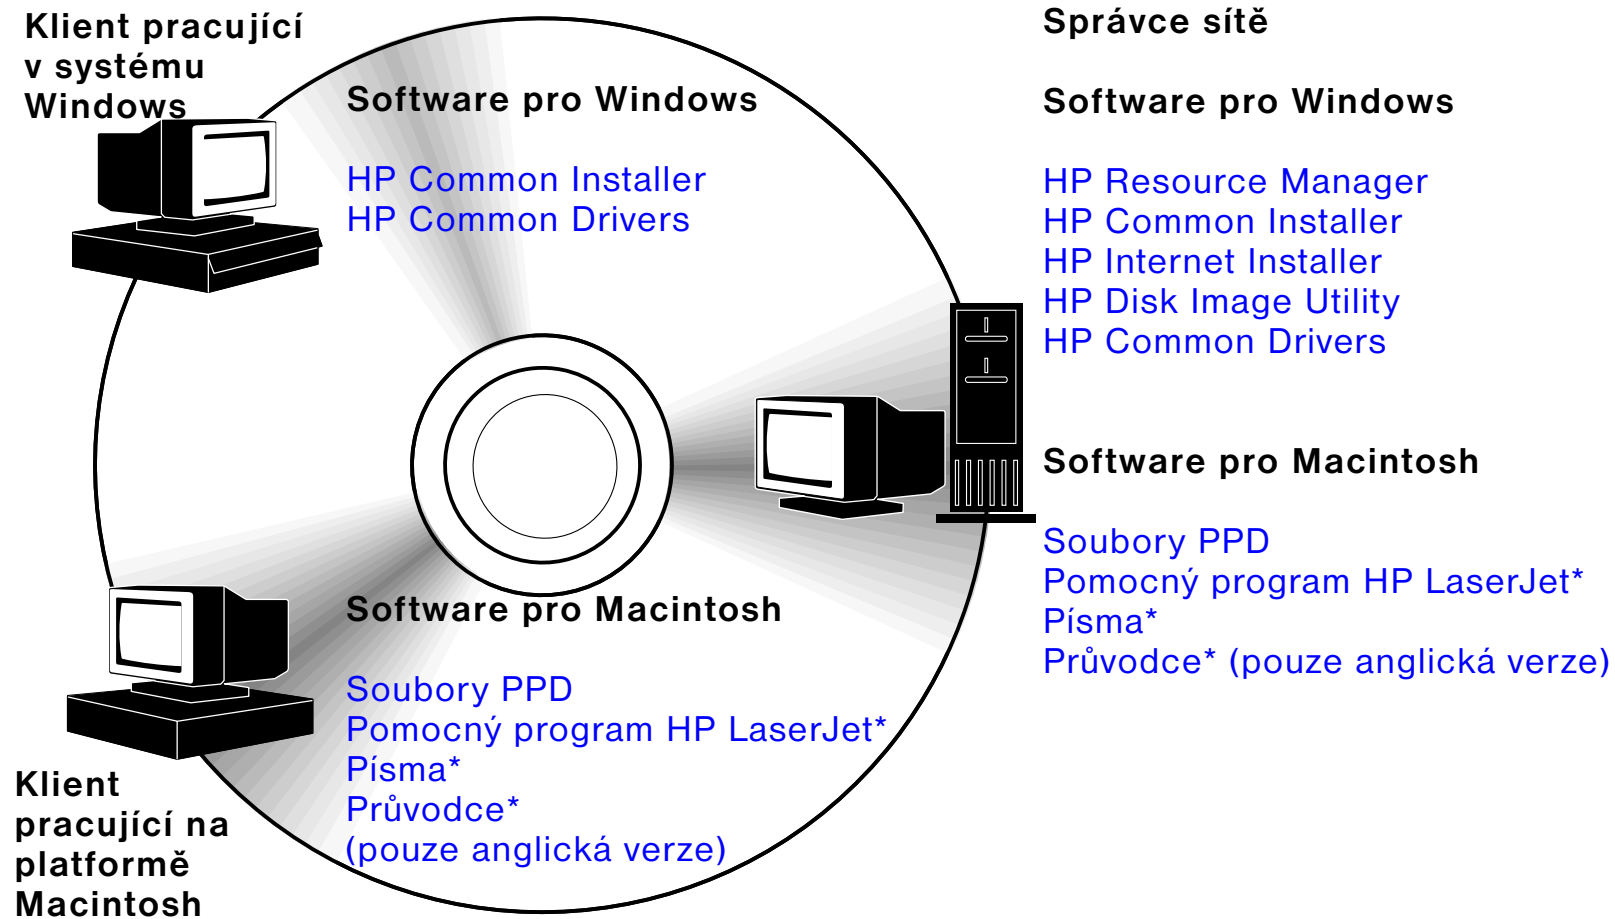 Klient pracující
v systému
Windows
Software pro Windows
HP Common Installer
HP Common Drivers
Správce sítě
Software pro Windows
HP Resource Manager
HP Common Installer
HP Internet Installer
HP Disk Image Utility
HP Common Drivers
Software pro Macintosh
Soubory PPD
Pomocný program HP LaserJet*
Písma*
Průvodce* (pouze anglická verze)
Software pro Macintosh
Soubory PPD
Pomocný program HP LaserJet*
Písma*
Průvodce*
(pouze anglická verze)
Klient
pracující na
platformě
Macintosh